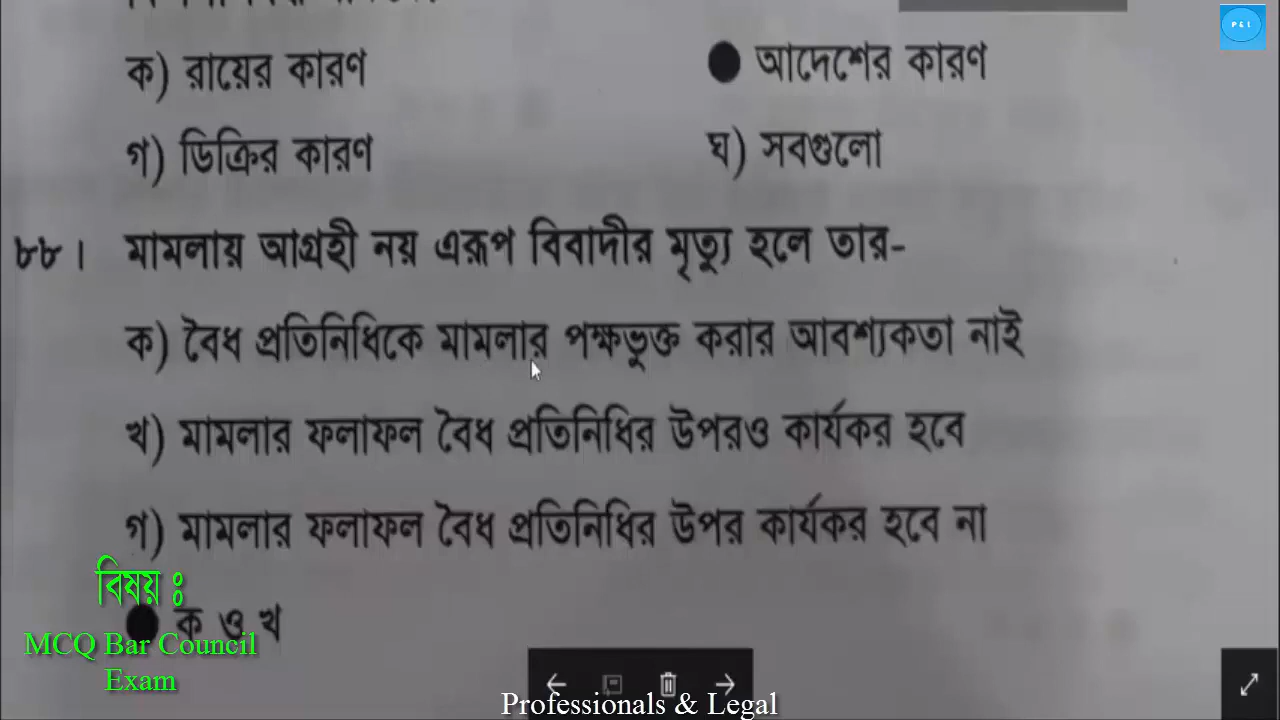 ক) রায়ের কারণ
আদেশের কারণ
গ) ডিক্রির কারণ
ঘ) সবগুলো
৮৮। মামলায় আগ্রহী নয় এরূপ বিবাদীর মৃত্যু হলে তার-
ক) বৈধ প্রতিনিধিকে মামলার পক্ষভুক্ত করার আবশ্যকতা নাই
খ) মামলার ফলাফল বৈধ প্রতিনিধির উপরও কার্যকর হবে
গ) মামলার ফলাফল বৈধ প্রতিনিধির উপর কার্যকর হবে না
ক ও খ
বিষয় ঃ
MCQ Bar Council
Exam
Professionals & Legal